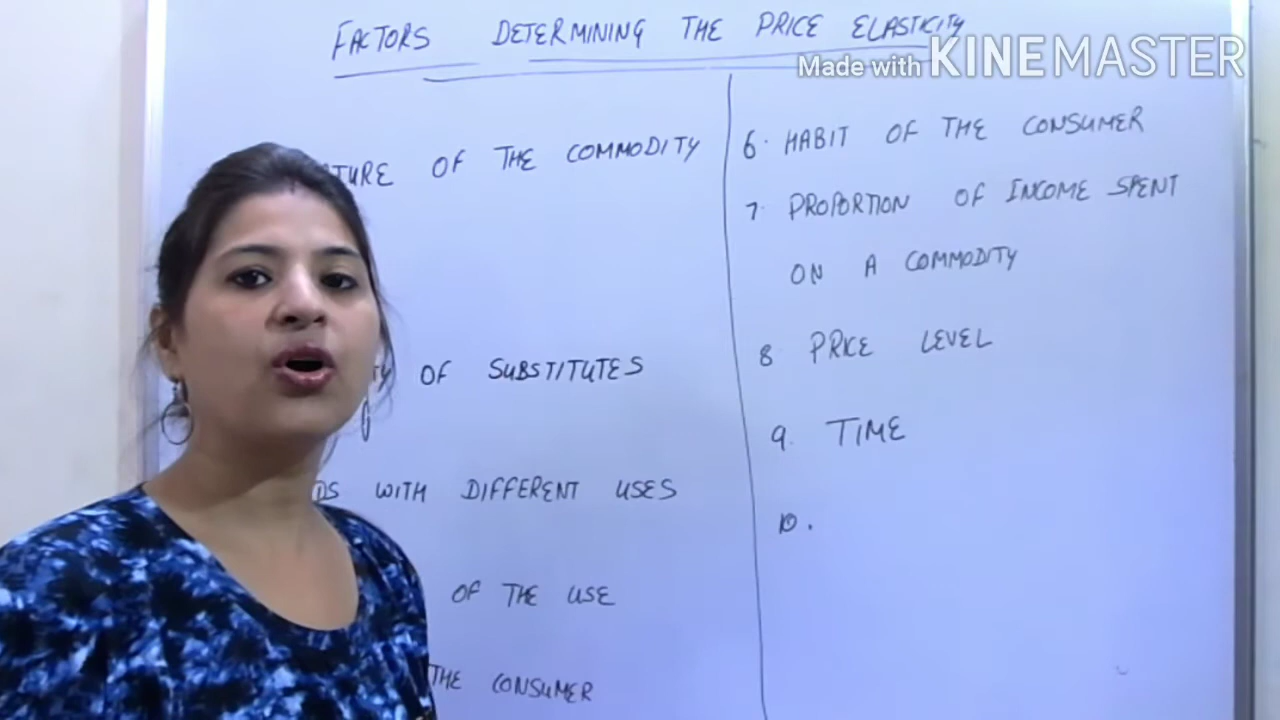 FACTORS DETERMINING THE PRICE ELASTICITY
Made with KINEMASTER
OF THE COMMODITY
OF SUBSTITUTES
WITH DIFFERENT USES
OF THE USE
THE CONSUMER
6. HABIT OF THE CONSUMER
7. PROPORTION OF INCOME SPENT
ON A COMMODITY
8 PRICE LEVEL
9. TIME
10.